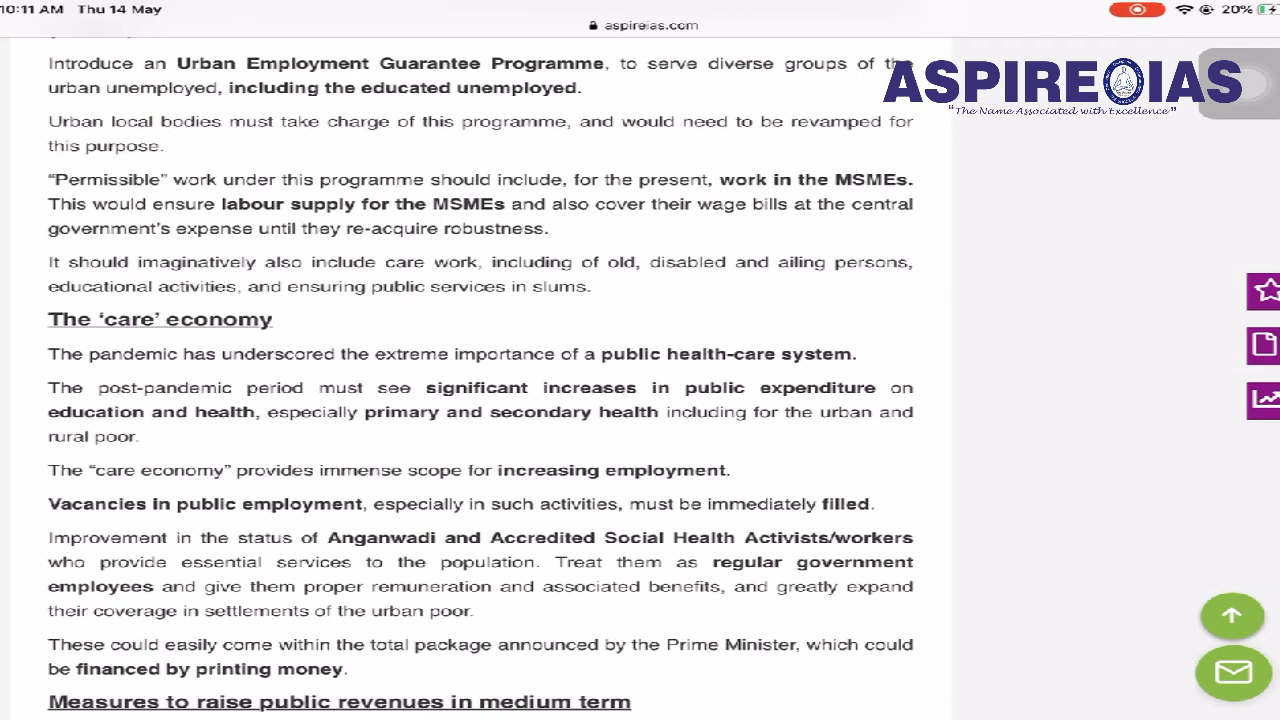 10:11 AM Thu 14 May
20%
aspireias.com
ASPIRE IAS
"The Name Associated with Excellence"
Introduce an Urban Employment Guarantee Programme, to serve diverse groups of the
urban unemployed, including the educated unemployed.
Urban local bodies must take charge of this programme, and would need to be revamped for
this purpose.
“Permissible” work under this programme should include, for the present, work in the MSMEs.
This would ensure labour supply for the MSMEs and also cover their wage bills at the central
government’s expense until they re-acquire robustness.
It should imaginatively also include care work, including of old, disabled and ailing persons,
educational activities, and ensuring public services in slums.
The ‘care’ economy
The pandemic has underscored the extreme importance of a public health-care system.
The post-pandemic period must see significant increases in public expenditure on
education and health, especially primary and secondary health including for the urban and
rural poor.
The “care economy” provides immense scope for increasing employment.
Vacancies in public employment, especially in such activities, must be immediately filled.
Improvement in the status of Anganwadi and Accredited Social Health Activists/workers
who provide essential services to the population. Treat them as regular government
employees and give them proper remuneration and associated benefits, and greatly expand
their coverage in settlements of the urban poor.
These could easily come within the total package announced by the Prime Minister, which could
be financed by printing money.
Measures to raise public revenues in medium term